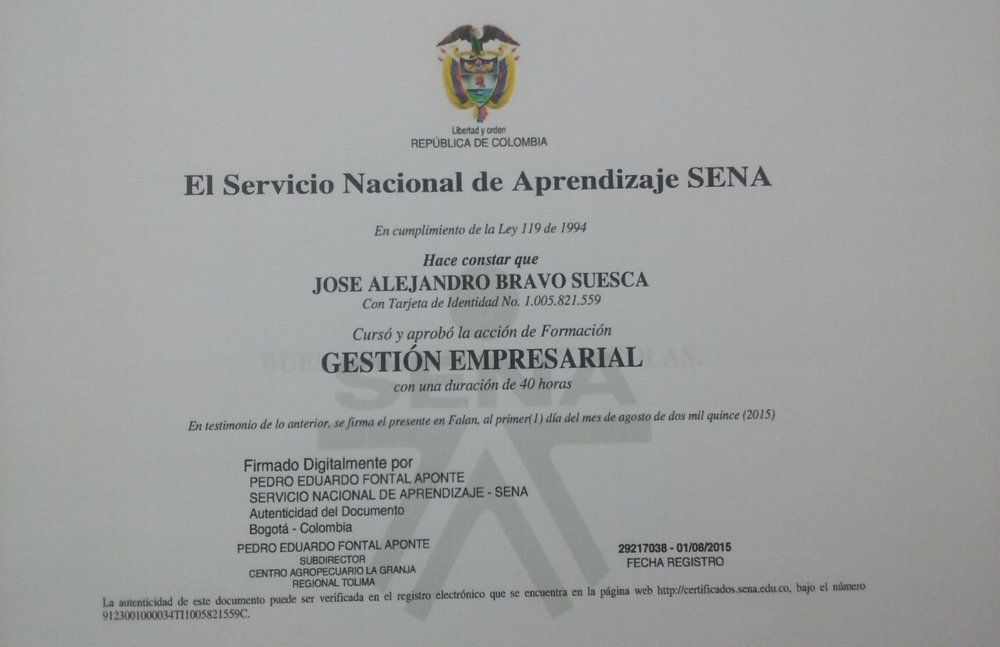 Libertad y orden
REPÚBLICA DE COLOMBIA
El Servicio Nacional de Aprendizaje SENA
En cumplimiento de la Ley 119 de 1994
Hace constar que
JOSE ALEJANDRO BRAVO SUESCA
Con Tarjeta de Identidad No. 1.005.821.559
Cursó y aprobó la acción de Formación
GESTIÓN EMPRESARIAL
con una duración de 40 horas
SENA
En testimonio de lo anterior, se firma el presente en Falan, al primer(1) día del mes de agosto de dos mil quince (2015)
Firmado Digitalmente por
PEDRO EDUARDO FONTAL APONTE
SERVICIO NACIONAL DE APRENDIZAJE - SENA
Autenticidad del Documento
Bogotá - Colombia
PEDRO EDUARDO FONTAL APONTE
SUBDIRECTOR
CENTRO AGROPECUARIO LA GRANJA
REGIONAL TOLIMA
29217038 - 01/08/2015
FECHA REGISTRO
La autenticidad de este documento puede ser verificada en el registro electrónico que se encuentra en la página web http://certificados.sena.edu.co, bajo el número
9123001000034TI1005821559C.